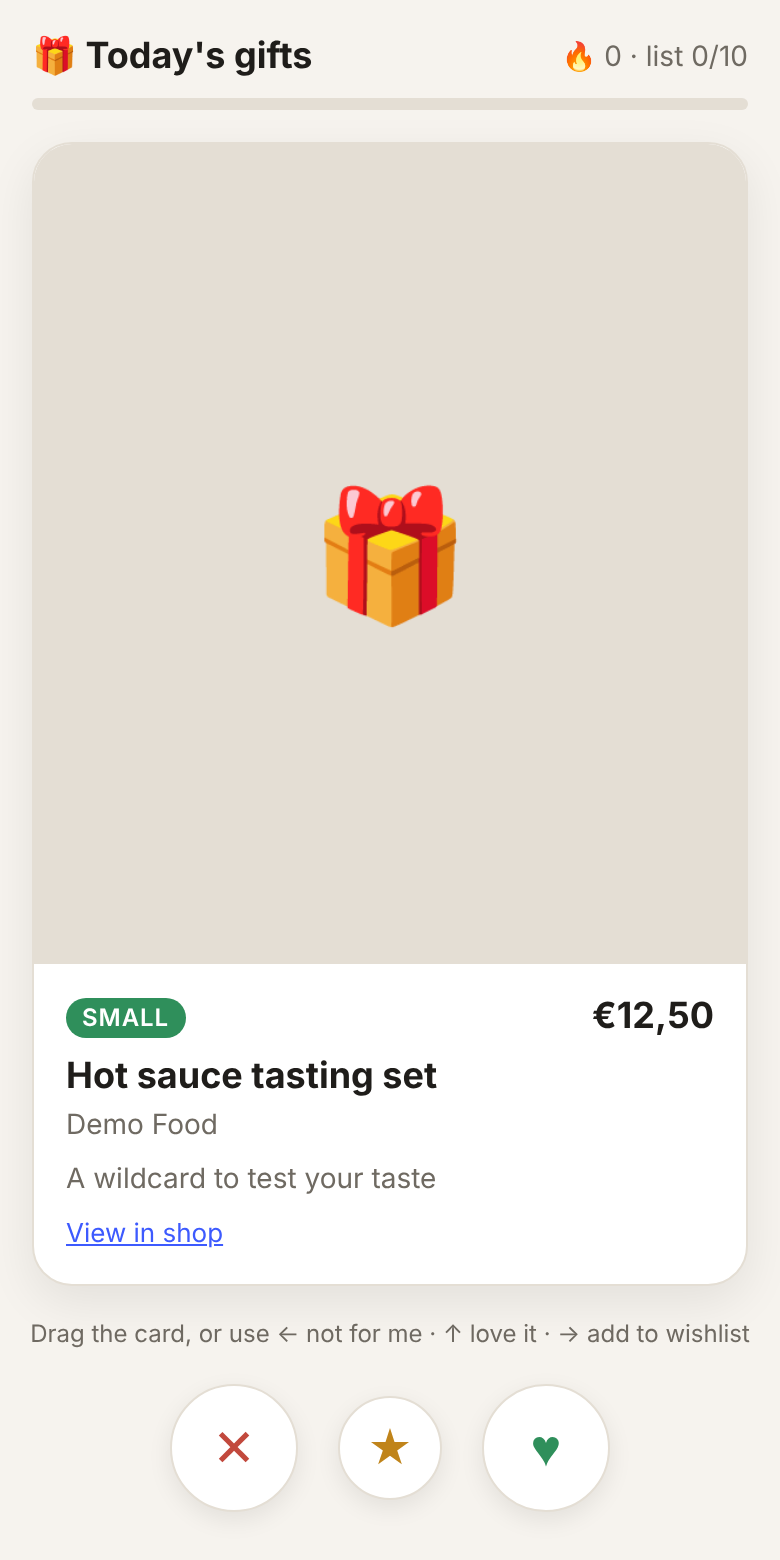 🎁 Today's gifts
🔥 0 · list 0/10
SMALL
€12,50
Hot sauce tasting set
Demo Food
A wildcard to test your taste
View in shop
Drag the card, or use ← not for me · ↑ love it · → add to wishlist